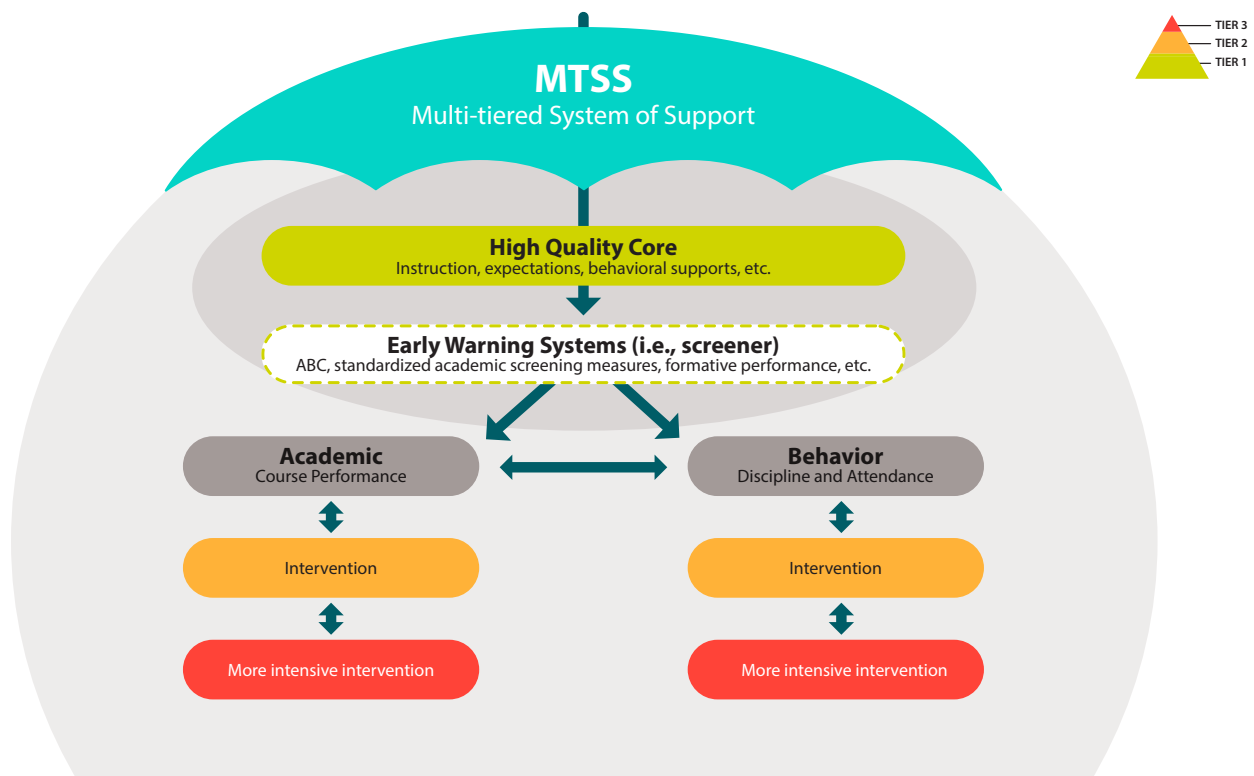 TIER 3
TIER 2
TIER 1
MTSS
Multi-tiered System of Support
High Quality Core
Instruction, expectations, behavioral supports, etc.
Early Warning Systems (i.e., screener)
ABC, standardized academic screening measures, formative performance, etc.
Academic
Course Performance
Behavior
Discipline and Attendance
Intervention
Intervention
More intensive intervention
More intensive intervention